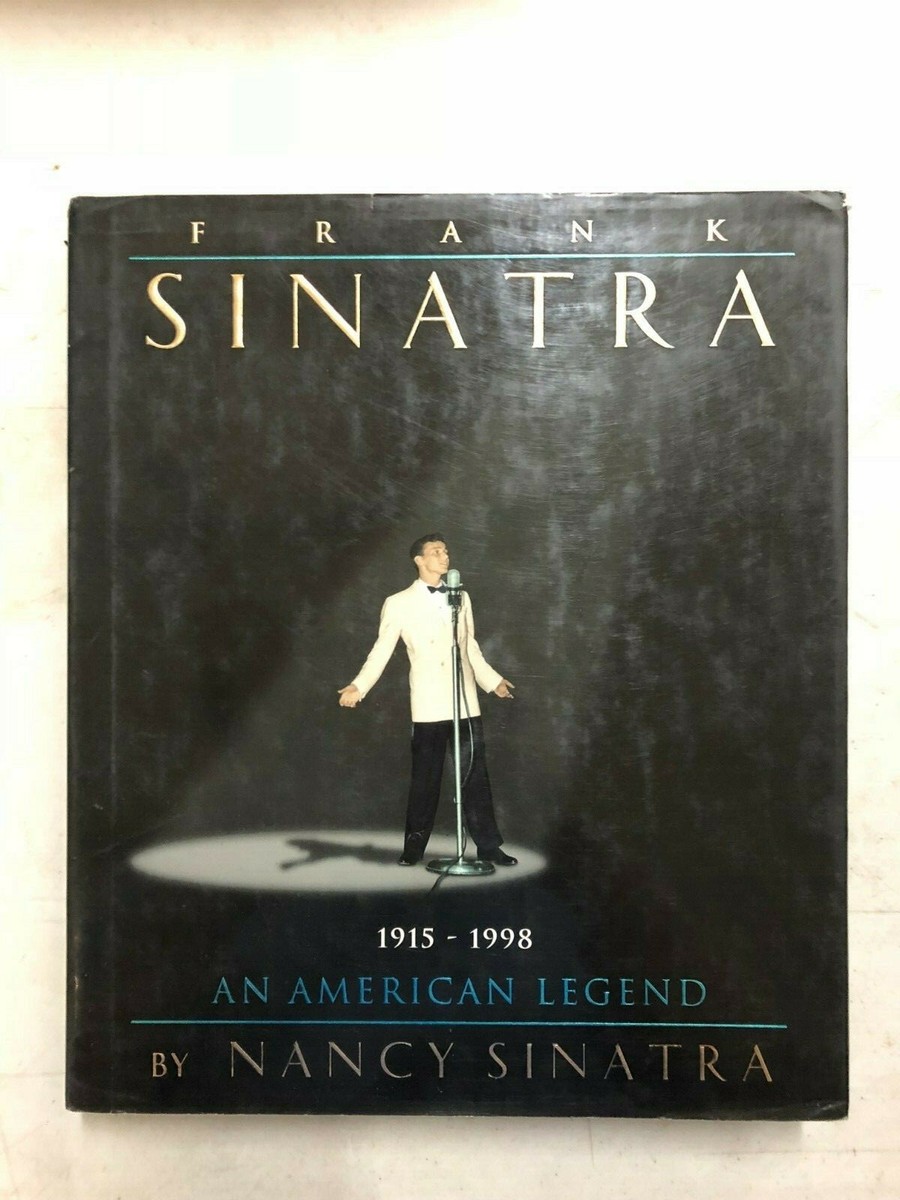 FRANK
SINATRA
1915 - 1998
AN AMERICAN LEGEND
BY NANCY SINATRA